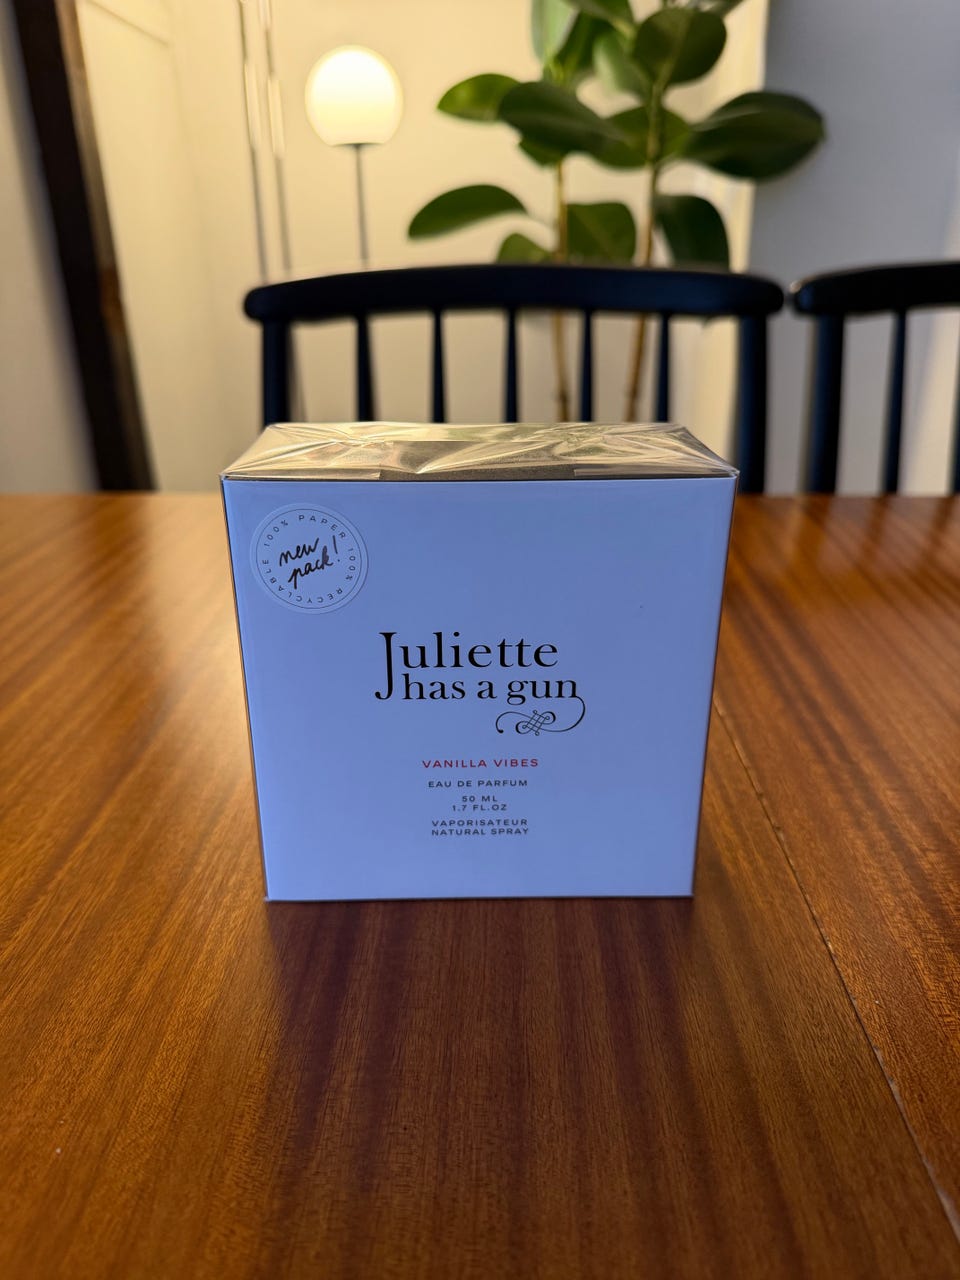 100% PAPER 100% RECYCLABLE
new
pack!
Juliette
has a gun
VANILLA VIBES
EAU DE PARFUM
50 ML
1.7 FL.OZ
VAPORISATEUR
NATURAL SPRAY